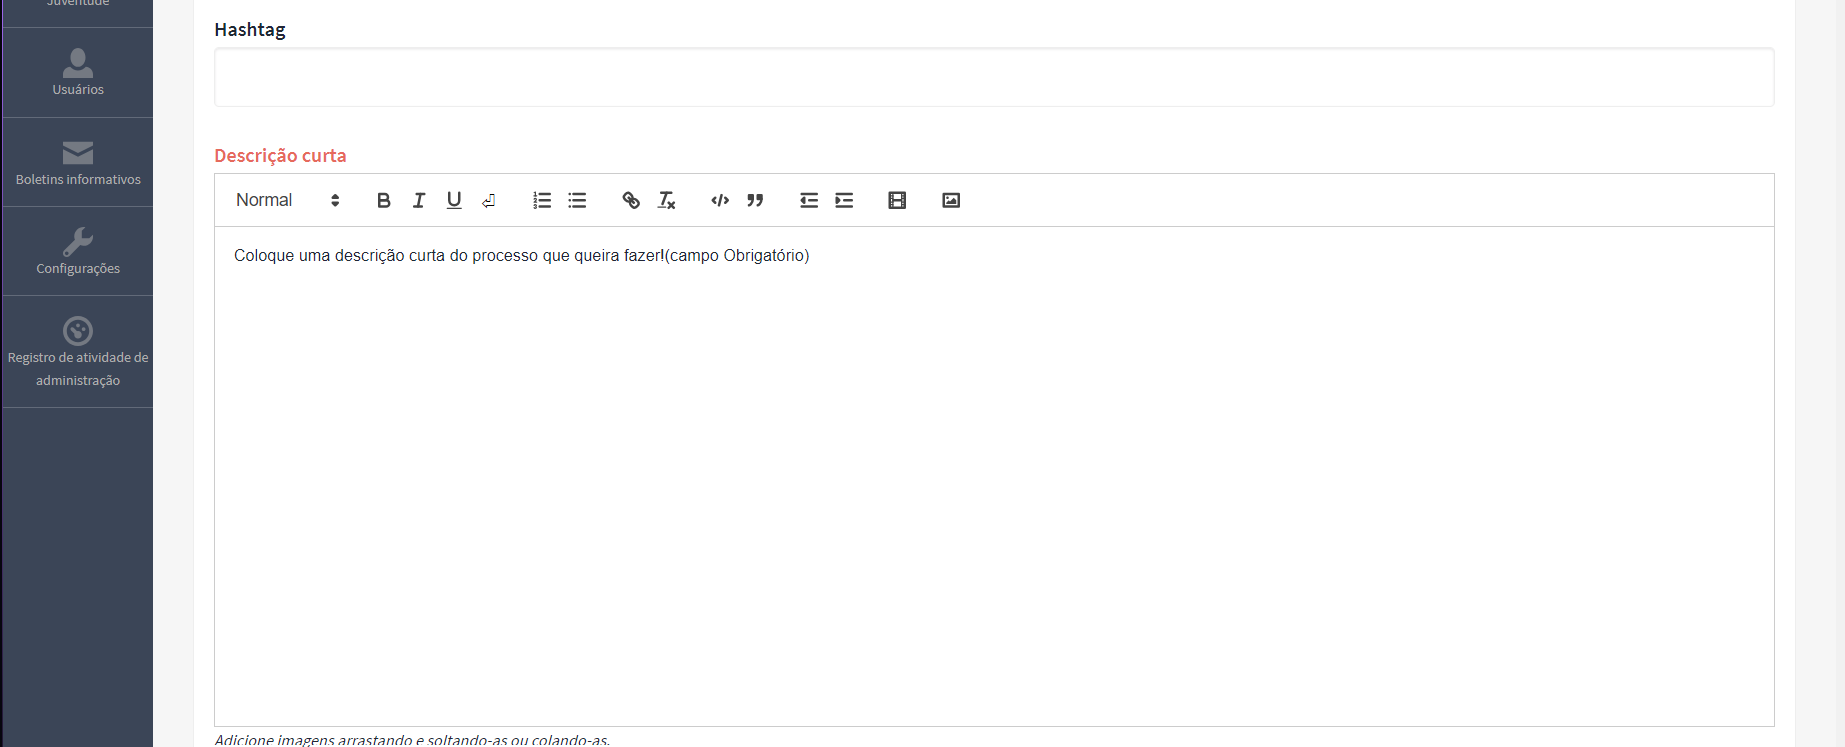 Juventude
Usuários
Boletins informativos
Configurações
Registro de atividade de
administração
Hashtag
Descrição curta
Normal
Coloque uma descrição curta do processo que queira fazer!(campo Obrigatório)
Adicione imagens arrastando e soltando-as ou colando-as.